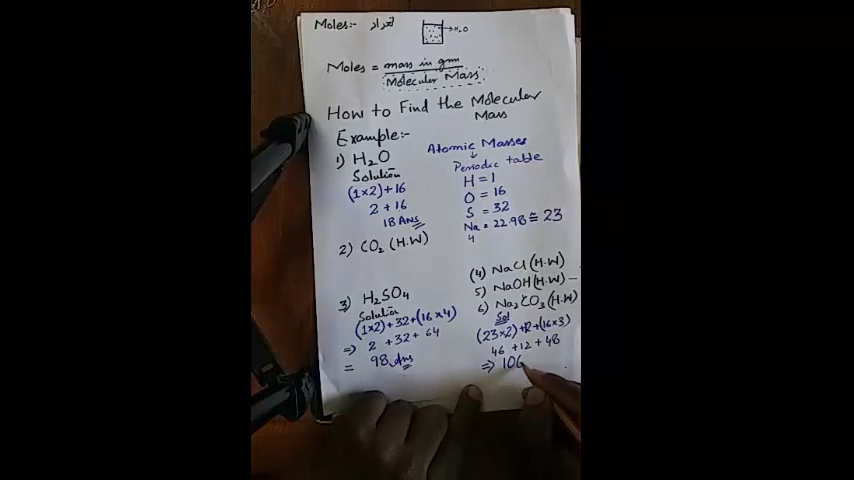 Moles:-
H₂O
Moles = mass in gm
Molecular Mass
How to Find the Molecular
Mass
Example:-
1) H₂O
Solution
(1×2)+16
2 + 16
18 Ans
2) CO₂ (H.W)
3) H₂SO₄
Solution
(1×2)+32+(16×4)
⇒ 2 +32+ 64
= 98 Ans
Atomic Masses
↓
Periodic table
H = 1
O = 16
S = 32
Na = 22.98 ≅ 23
(4) NaCl (H.W)
5) NaOH (H.W)
6) Na₂CO₃ (H.W)
Sol
(23×2)+12+(16×3)
46 +12 + 48
⇒ 106